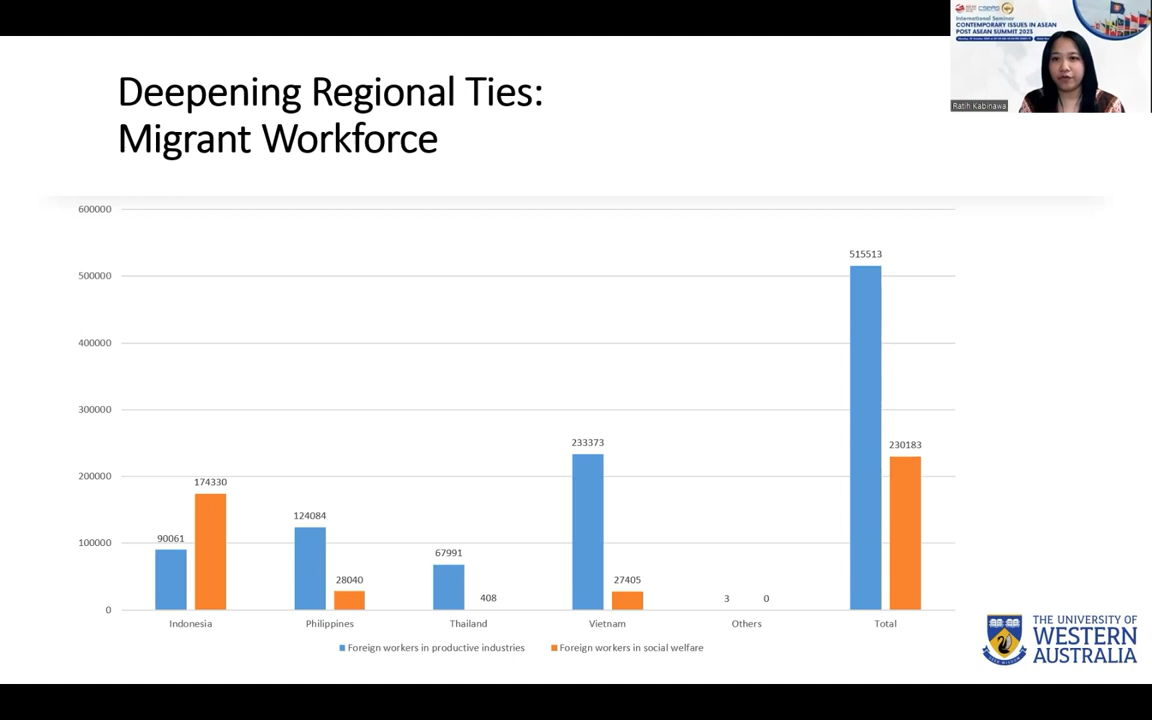 International Seminar
CONTEMPORARY ISSUES IN ASEAN
POST ASEAN SUMMIT 2025
Ratih Kabinawa
Deepening Regional Ties:
Migrant Workforce
600000
500000
400000
300000
200000
100000
0
90061
174330
124084
28040
67991
408
233373
27405
3
0
515513
230183
Indonesia
Philippines
Thailand
Vietnam
Others
Total
Foreign workers in productive industries
Foreign workers in social welfare
THE UNIVERSITY OF
WESTERN
AUSTRALIA